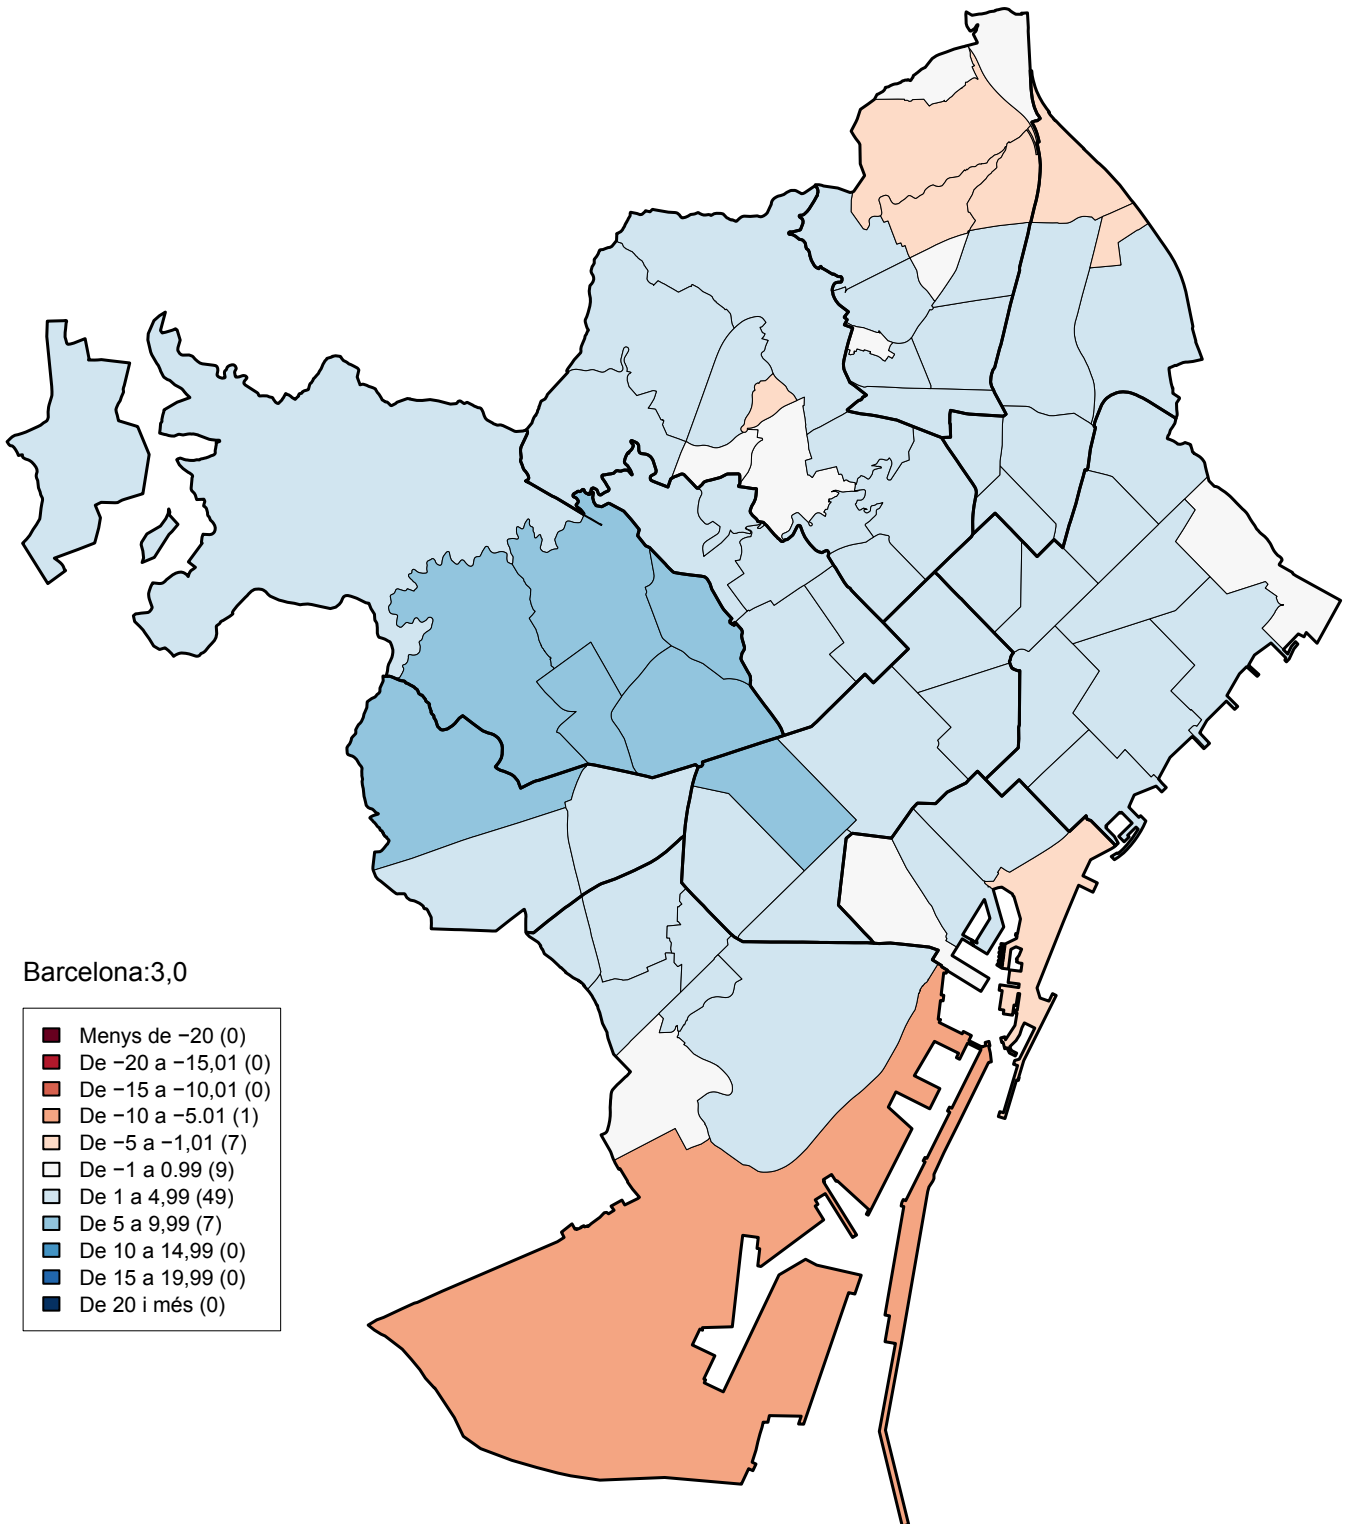 Barcelona:3,0
Menys de −20 (0)
De −20 a −15,01 (0)
De −15 a −10,01 (0)
De −10 a −5.01 (1)
De −5 a −1,01 (7)
De −1 a 0.99 (9)
De 1 a 4,99 (49)
De 5 a 9,99 (7)
De 10 a 14,99 (0)
De 15 a 19,99 (0)
De 20 i més (0)